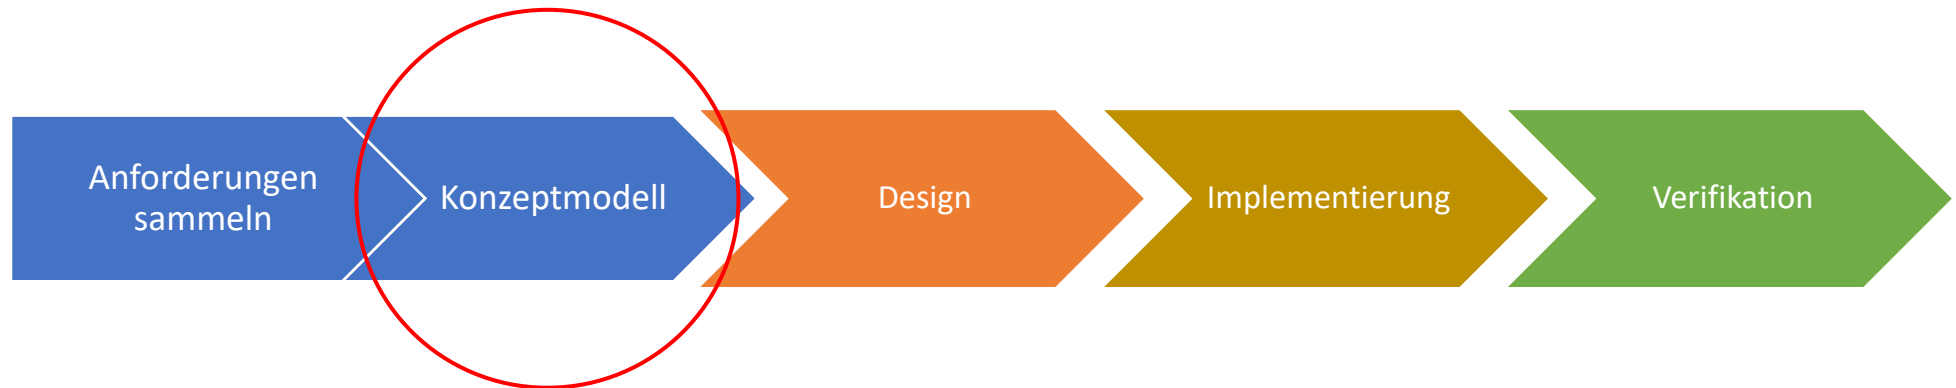 Anforderungen
sammeln
Konzeptmodell
Design
Implementierung
Verifikation